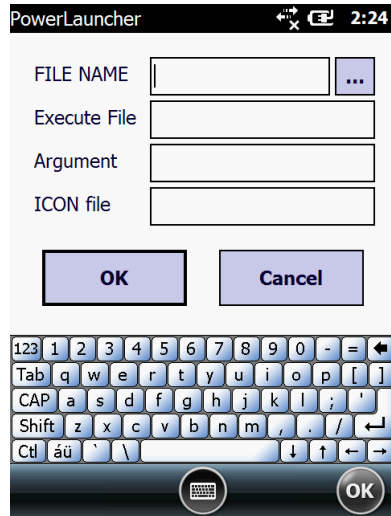 PowerLauncher 2:24
FILE NAME ...
Execute File
Argument
ICON file
OK Cancel
123 1 2 3 4 5 6 7 8 9 0 - = 
Tab q w e r t y u i o p [ ]
CAP a s d f g h j k l ; '
Shift z x c v b n m , . /
Ctl áü ` \
OK